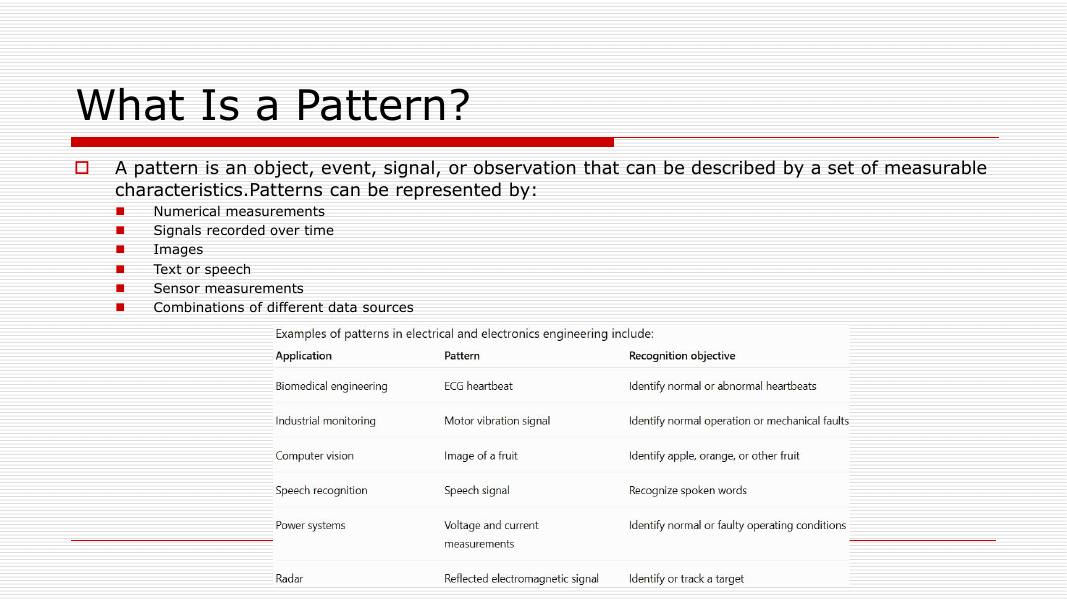 What Is a Pattern?
A pattern is an object, event, signal, or observation that can be described by a set of measurable
characteristics.Patterns can be represented by:
Numerical measurements
Signals recorded over time
Images
Text or speech
Sensor measurements
Combinations of different data sources
Examples of patterns in electrical and electronics engineering include:
Application Pattern Recognition objective
Biomedical engineering ECG heartbeat Identify normal or abnormal heartbeats
Industrial monitoring Motor vibration signal Identify normal operation or mechanical faults
Computer vision Image of a fruit Identify apple, orange, or other fruit
Speech recognition Speech signal Recognize spoken words
Power systems Voltage and current Identify normal or faulty operating conditions
measurements
Radar Reflected electromagnetic signal Identify or track a target